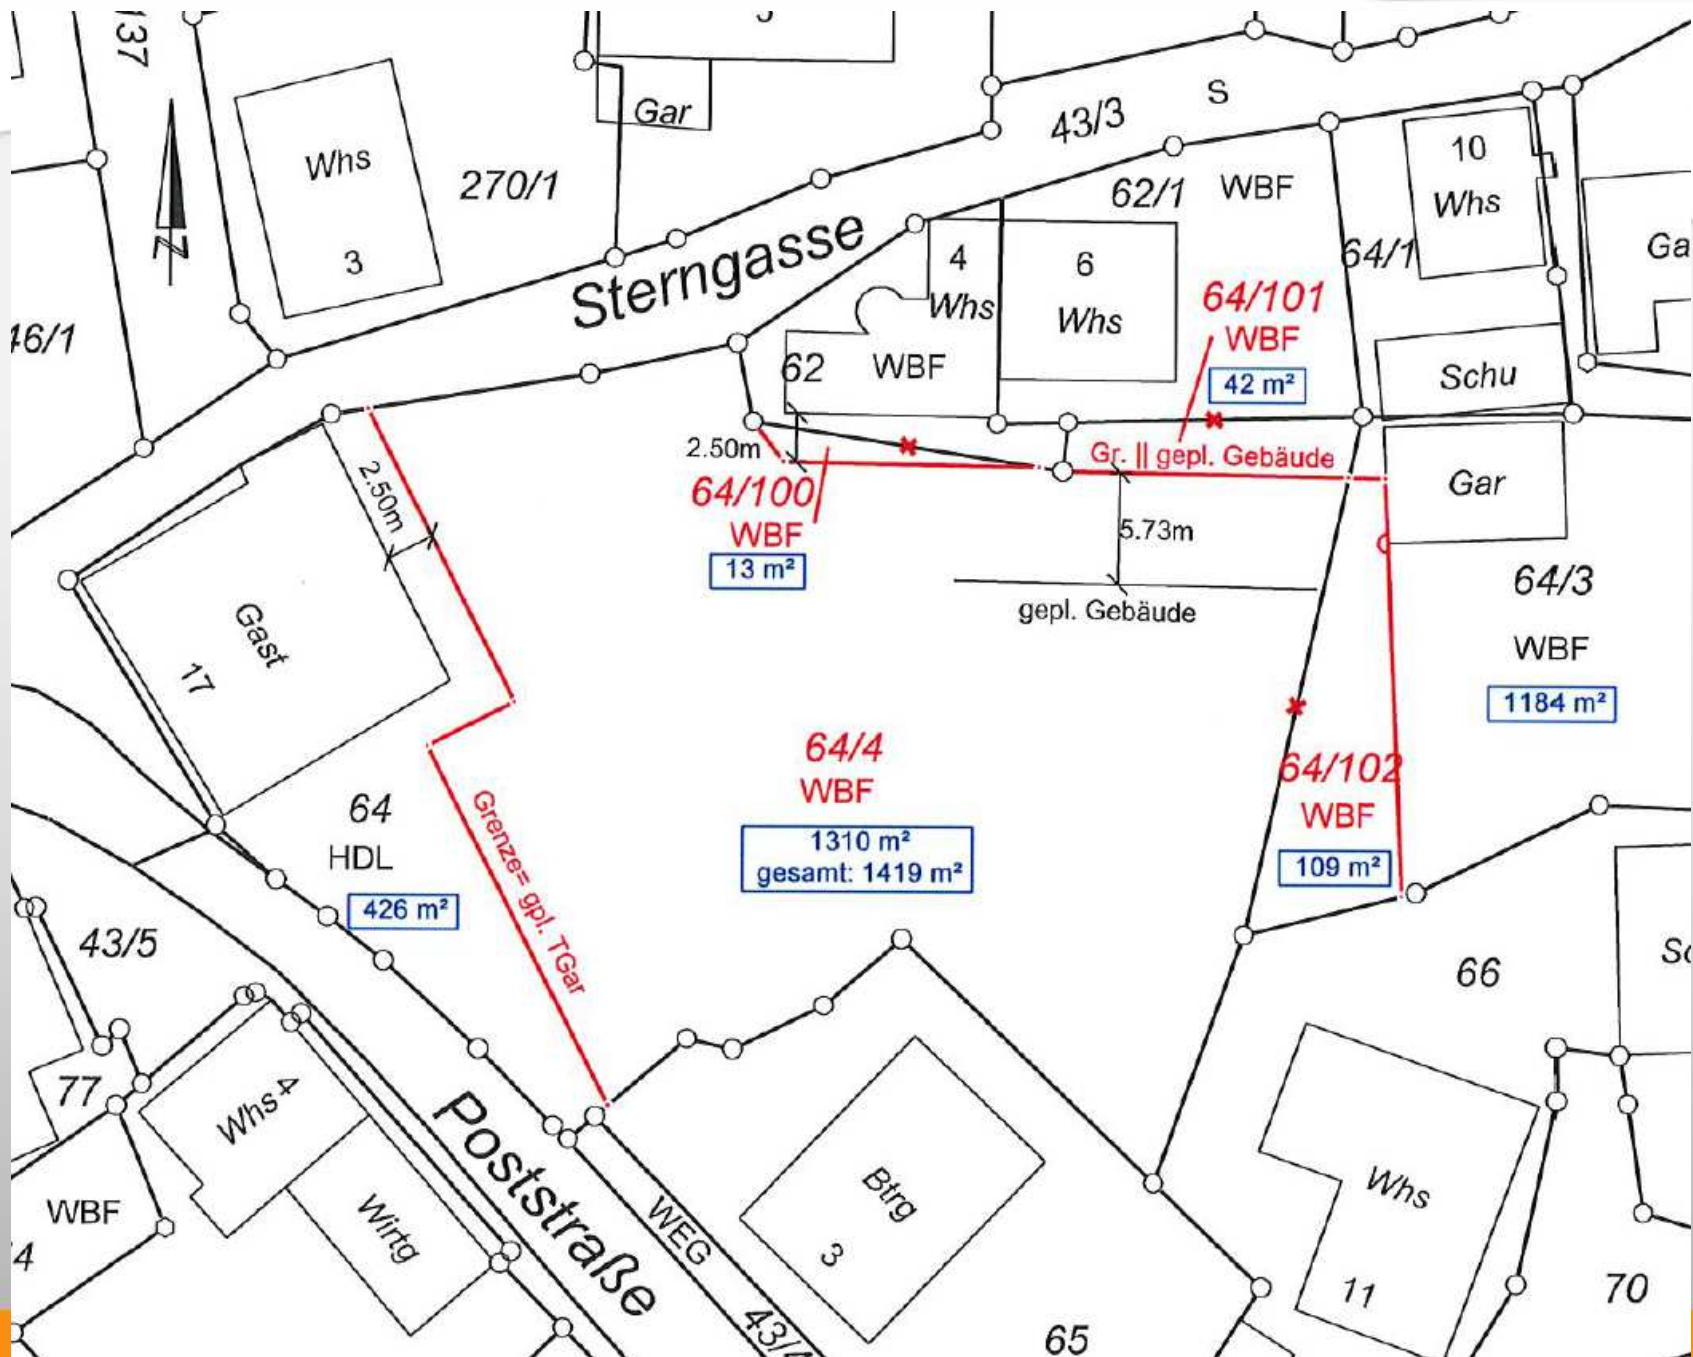 137
5
Gar
S
43/3
Whs
3
270/1
N
46/1
Sterngasse
62/1
WBF
10
Whs
64/1
Ga
4
Whs
6
Whs
64/101
WBF
42 m²
62
WBF
Schu
2.50m
Gr. || gepl. Gebäude
Gar
2.50m
64/100
WBF
13 m²
5.73m
gepl. Gebäude
64/3
WBF
1184 m²
Gast
17
64/4
WBF
1310 m²
gesamt: 1419 m²
64/102
WBF
109 m²
64
HDL
426 m²
Grenze= gpl. TGar
43/5
66
77
Whs 4
Poststraße
Btrg
3
Whs
11
WBF
4
Wirtg
WEG
43/4
65
70